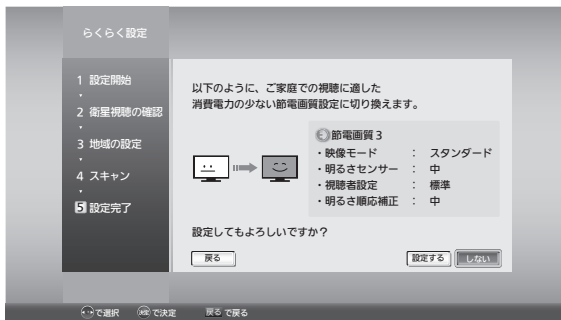 らくらく設定
1 設定開始
2 衛星視聴の確認
3 地域の設定
4 スキャン
5 設定完了
以下のように、ご家庭での視聴に適した
消費電力の少ない節電画質設定に切り換えます。
節電画質3
・映像モード : スタンダード
・明るさセンサー : 中
・視聴者設定 : 標準
・明るさ順応補正 : 中
設定してもよろしいですか?
戻る 設定する しない
で選択 決定 で決定 戻る で戻る